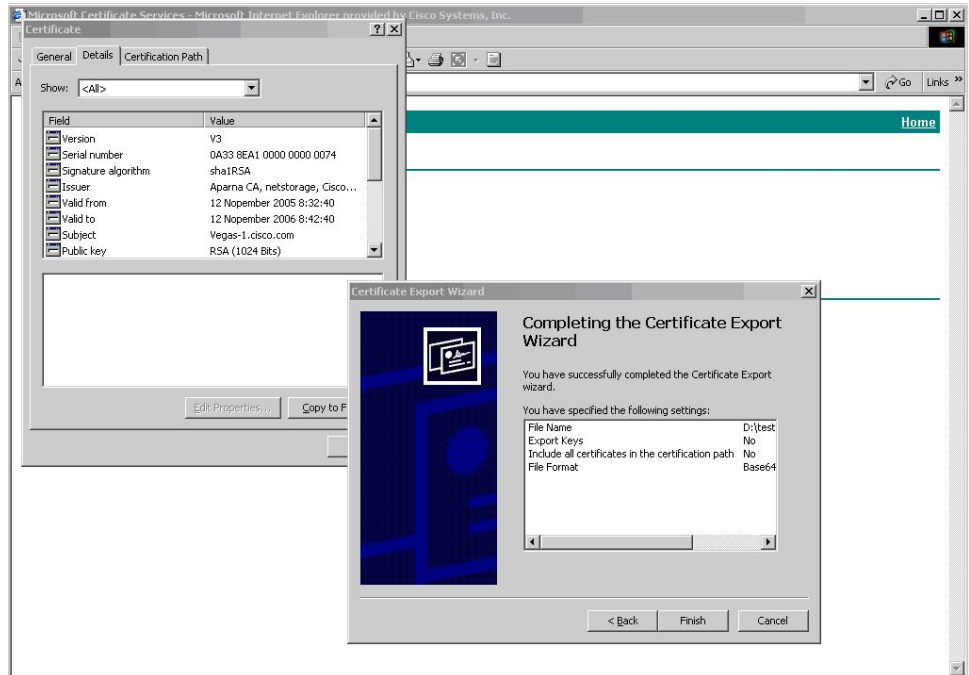 Microsoft Certificate Services - Microsoft Internet Explorer provided by Cisco Systems, Inc.
Certificate
General Details Certification Path
Show: <All>
Field Value
Version V3
Serial number 0A33 8EA1 0000 0000 0074
Signature algorithm sha1RSA
Issuer Aparna CA, netstorage, Cisco...
Valid from 12 Nopember 2005 8:32:40
Valid to 12 Nopember 2006 8:42:40
Subject Vegas-1.cisco.com
Public key RSA (1024 Bits)
Edit Properties... Copy to F
Go Links »
Home
Certificate Export Wizard
Completing the Certificate Export
Wizard
You have successfully completed the Certificate Export
wizard.
You have specified the following settings:
File Name D:\test
Export Keys No
Include all certificates in the certification path No
File Format Base64
< Back Finish Cancel